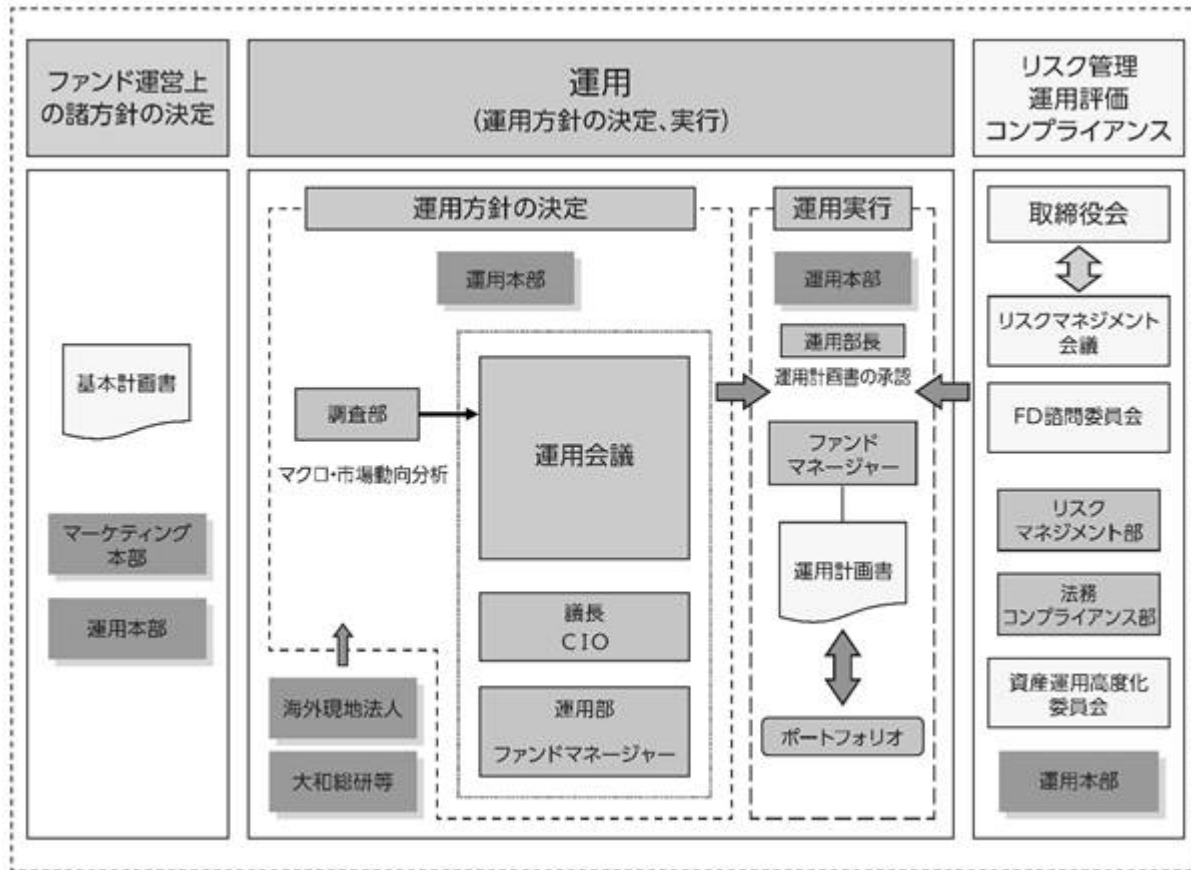 ファンド運営上
の諸方針の決定
運用
(運用方針の決定、実行)
リスク管理
運用評価
コンプライアンス
基本計画書
マーケティング
本部
運用本部
運用方針の決定
運用本部
調査部
マクロ・市場動向分析
運用会議
議長
CIO
運用部
ファンドマネージャー
海外現地法人
大和総研等
運用実行
運用本部
運用部長
運用計画書の承認
ファンド
マネージャー
運用計画書
ポートフォリオ
取締役会
リスクマネジメント
会議
FD諮問委員会
リスク
マネジメント部
法務
コンプライアンス部
資産運用高度化
委員会
運用本部